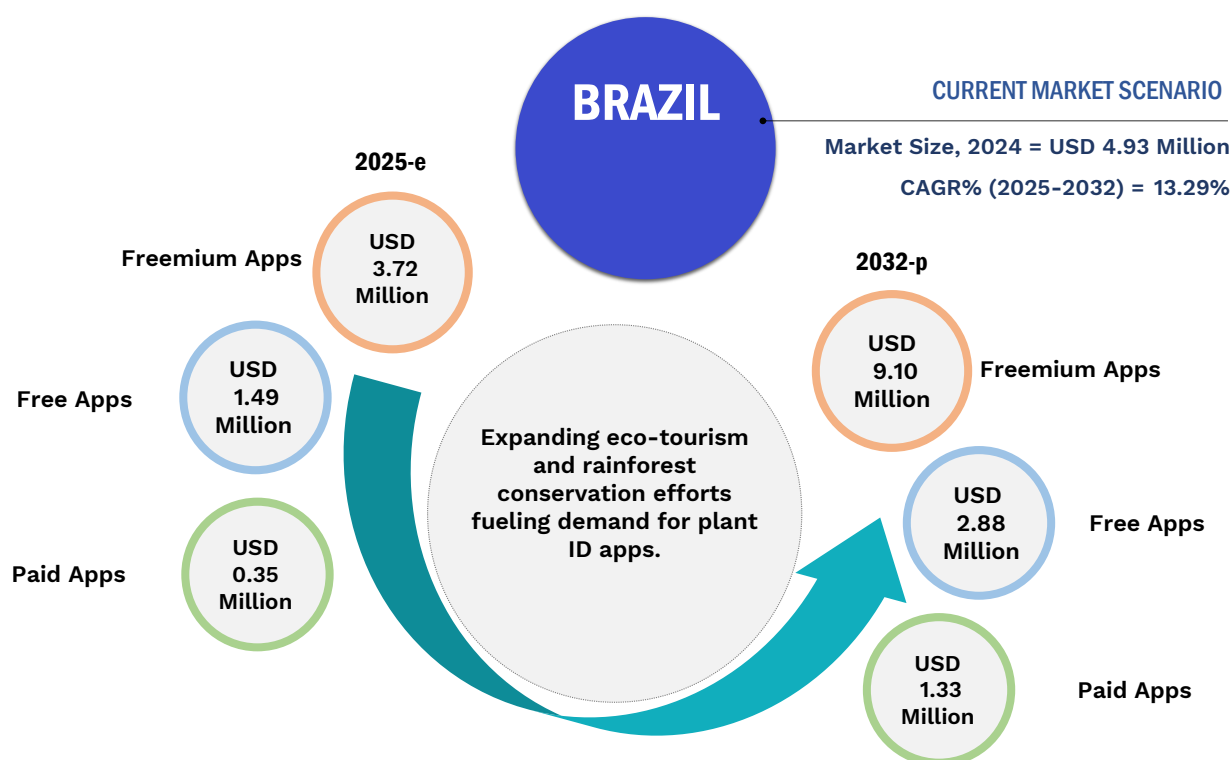 BRAZIL
CURRENT MARKET SCENARIO
Market Size, 2024 = USD 4.93 Million
CAGR% (2025-2032) = 13.29%
2025-e
Freemium Apps
USD
3.72
Million
Free Apps
USD
1.49
Million
Paid Apps
USD
0.35
Million
Expanding eco-tourism
and rainforest
conservation efforts
fueling demand for plant
ID apps.
2032-p
USD
9.10
Million
Freemium Apps
USD
2.88
Million
Free Apps
USD
1.33
Million
Paid Apps